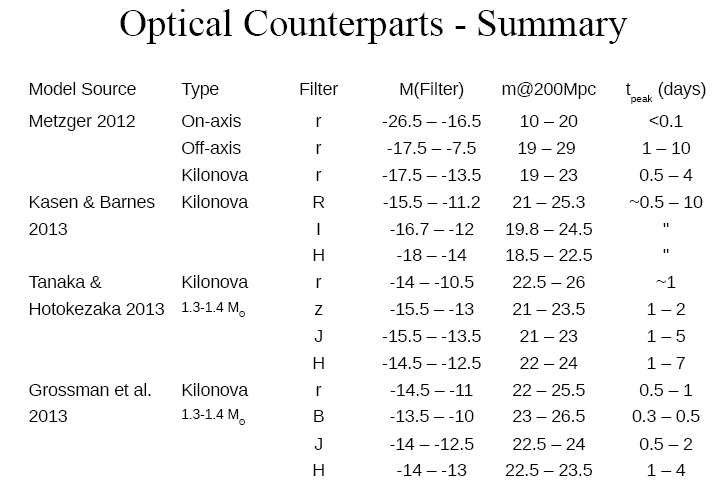 Optical Counterparts - Summary
Model Source Type Filter M(Filter) m@200Mpc tpeak (days)
Metzger 2012 On-axis r -26.5 – -16.5 10 – 20 <0.1
Off-axis r -17.5 – -7.5 19 – 29 1 – 10
Kilonova r -17.5 – -13.5 19 – 23 0.5 – 4
Kasen & Barnes Kilonova R -15.5 – -11.2 21 – 25.3 ~0.5 – 10
2013 I -16.7 – -12 19.8 – 24.5 "
H -18 – -14 18.5 – 22.5 "
Tanaka & Kilonova r -14 – -10.5 22.5 – 26 ~1
Hotokezaka 2013 1.3-1.4 M⊙ z -15.5 – -13 21 – 23.5 1 – 2
J -15.5 – -13.5 21 – 23 1 – 5
H -14.5 – -12.5 22 – 24 1 – 7
Grossman et al. Kilonova r -14.5 – -11 22 – 25.5 0.5 – 1
2013 1.3-1.4 M⊙ B -13.5 – -10 23 – 26.5 0.3 – 0.5
J -14 – -12.5 22.5 – 24 0.5 – 2
H -14 – -13 22.5 – 23.5 1 – 4